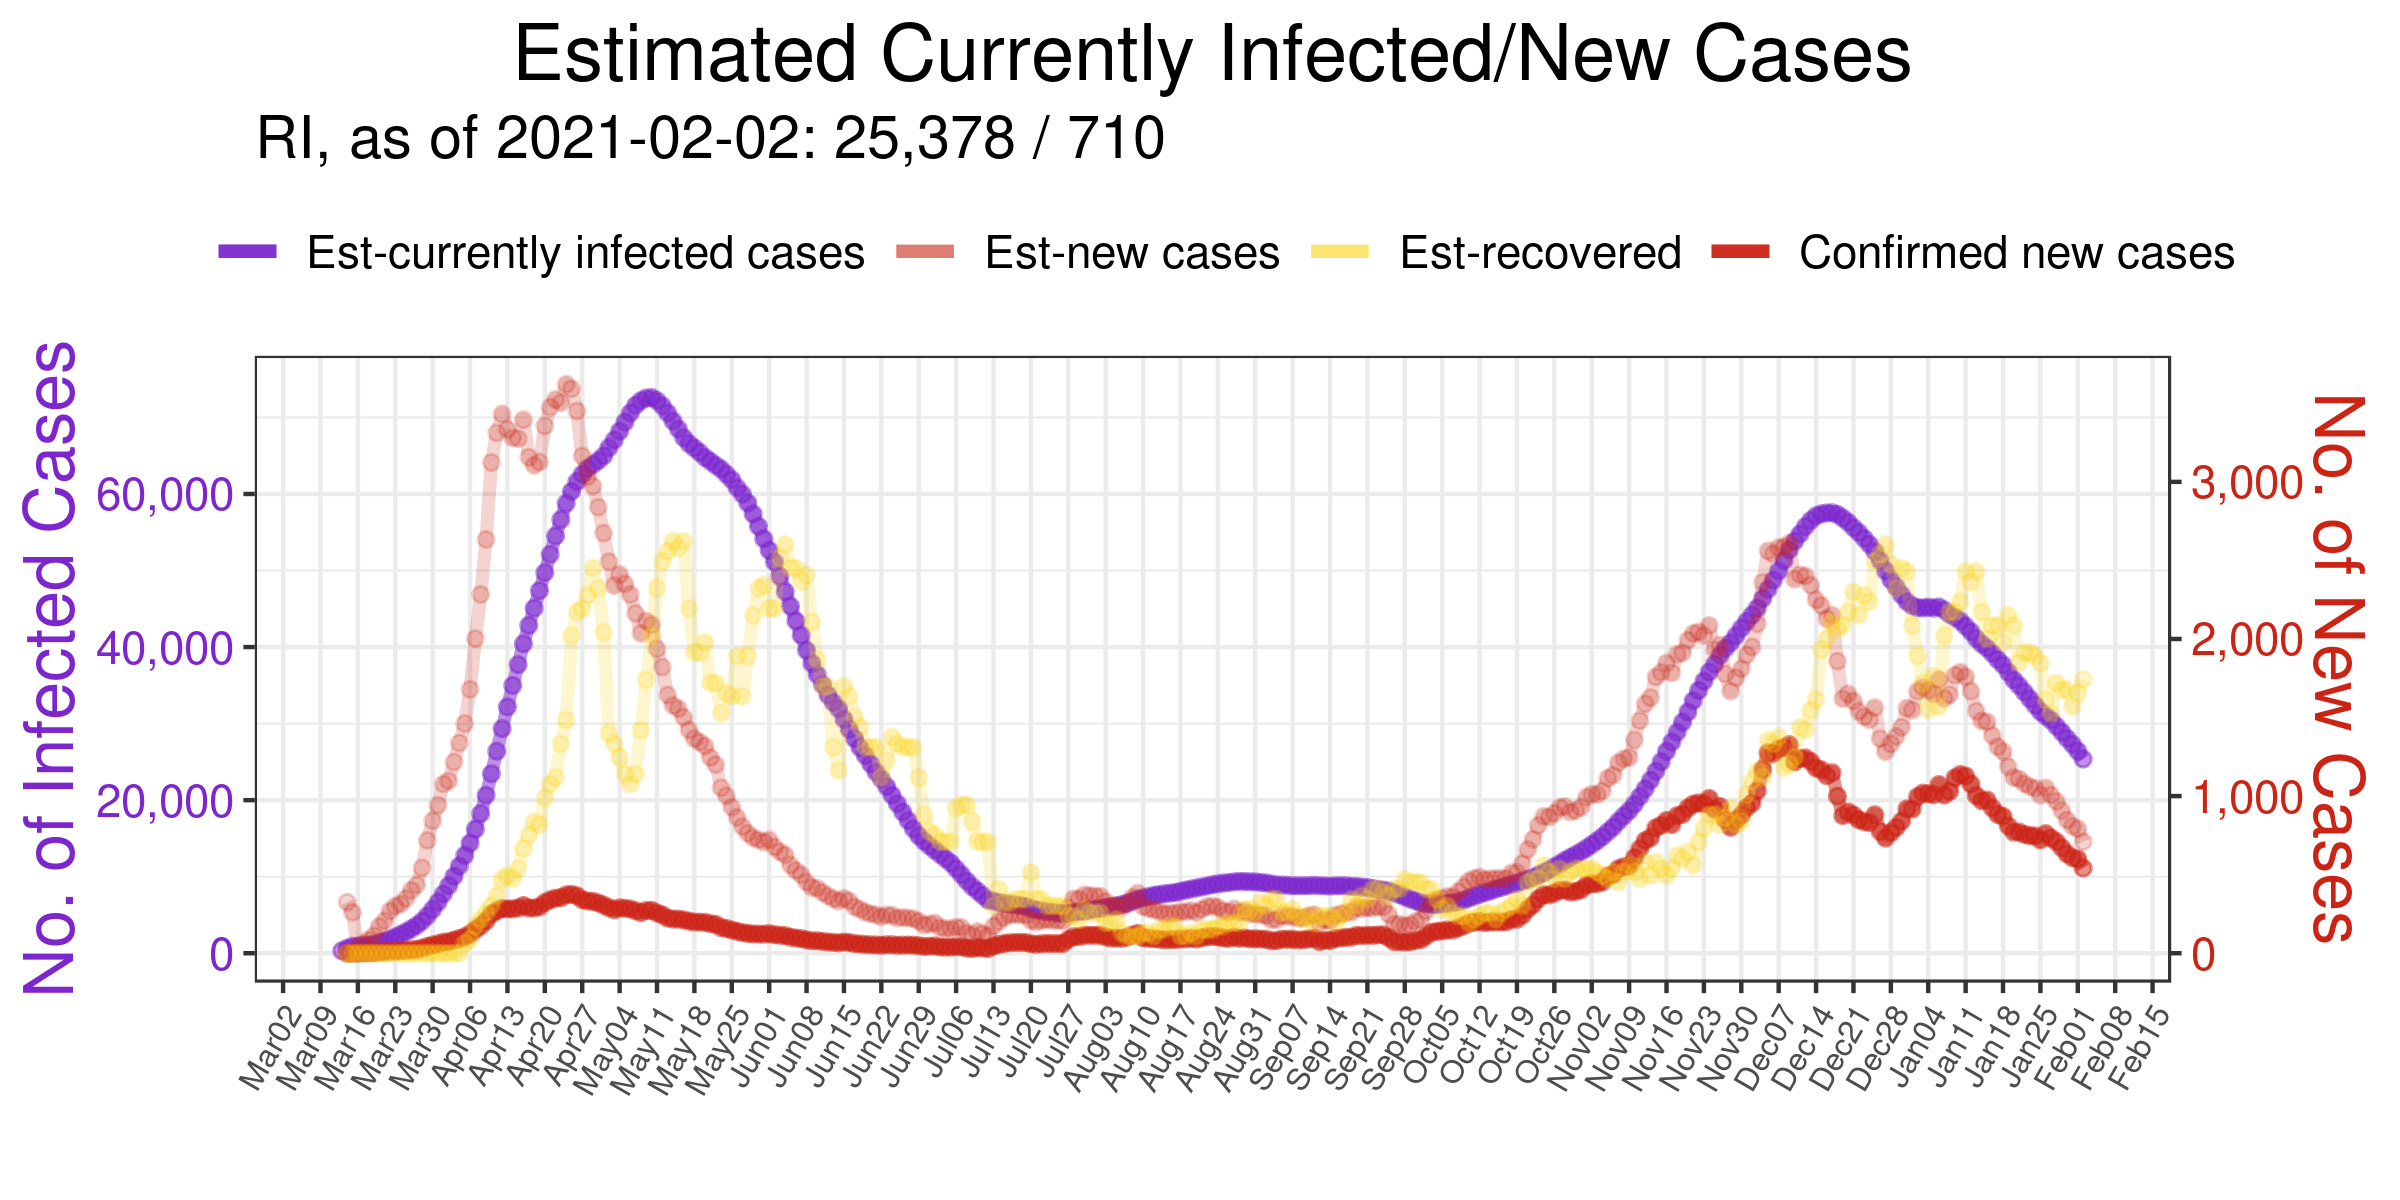 Estimated Currently Infected/New Cases
RI, as of 2021-02-02: 25,378 / 710
Est-currently infected cases Est-new cases Est-recovered Confirmed new cases
No. of Infected Cases
60,000
40,000
20,000
0
No. of New Cases
3,000
2,000
1,000
0
Mar02 Mar09 Mar16 Mar23 Mar30 Apr06 Apr13 Apr20 Apr27 May04 May11 May18 May25 Jun01 Jun08 Jun15 Jun22 Jun29 Jul06 Jul13 Jul20 Jul27 Aug03 Aug10 Aug17 Aug24 Aug31 Sep07 Sep14 Sep21 Sep28 Oct05 Oct12 Oct19 Oct26 Nov02 Nov09 Nov16 Nov23 Nov30 Dec07 Dec14 Dec21 Dec28 Jan04 Jan11 Jan18 Jan25 Feb01 Feb08 Feb15